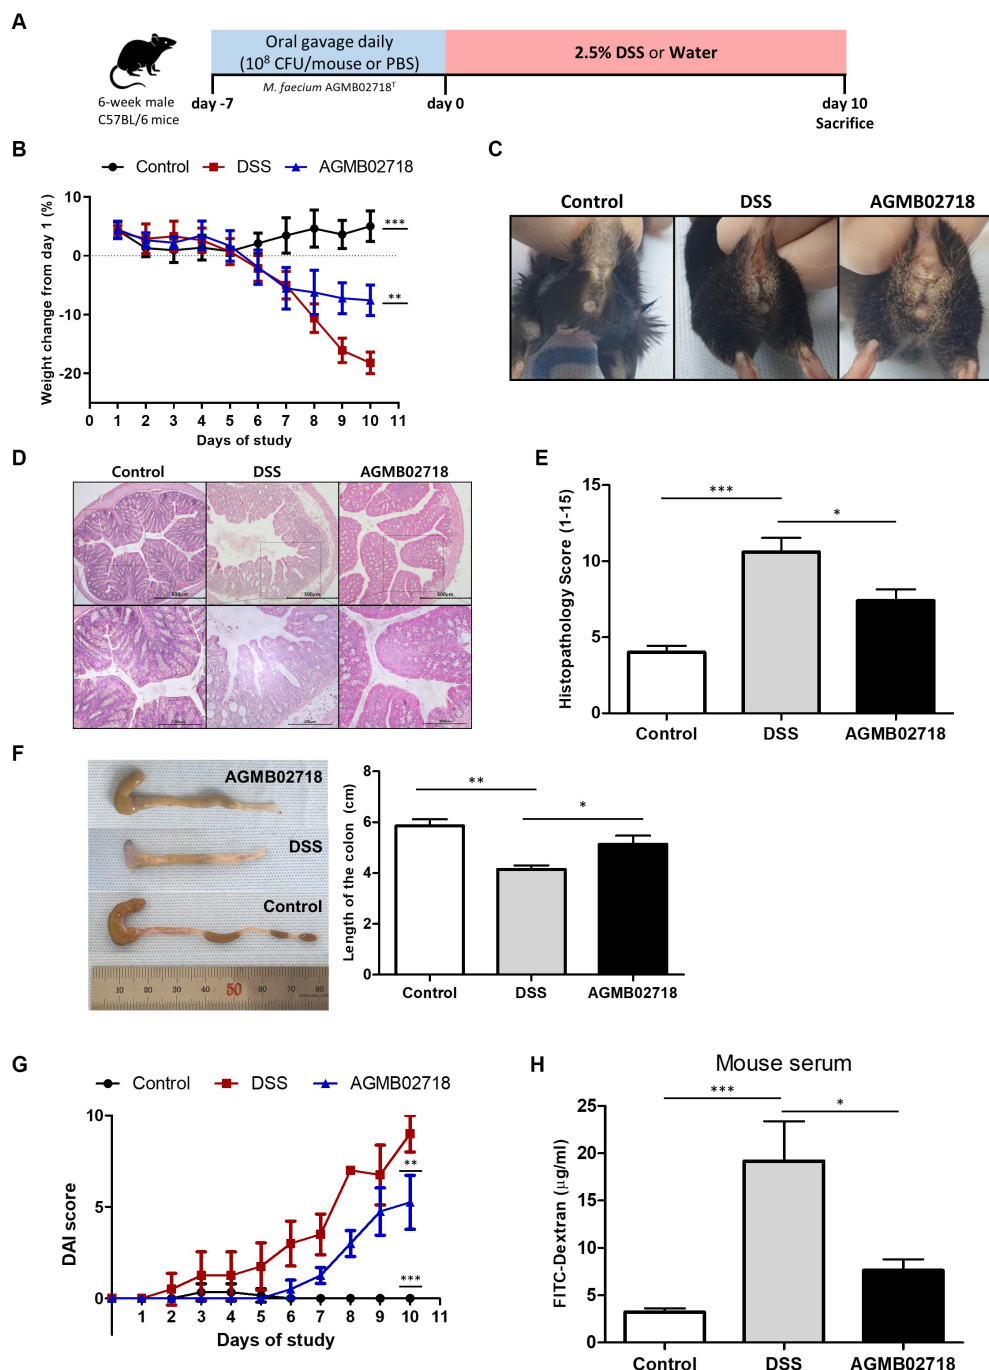 A
Oral gavage daily
(10⁸ CFU/mouse or PBS)
2.5% DSS or Water
M. faecium AGMB02718ᵀ
6-week male
C57BL/6 mice
day -7
day 0
day 10
Sacrifice
B
Control
DSS
AGMB02718
Weight change from day 1 (%)
10
0
-10
-20
***
**
0 1 2 3 4 5 6 7 8 9 10 11
Days of study
C
Control
DSS
AGMB02718
D
Control
DSS
AGMB02718
500μm
500μm
500μm
E
Histopathology Score (1-15)
15
10
5
0
***
*
Control
DSS
AGMB02718
F
AGMB02718
DSS
Control
10 20 30 40 50 60 70 80
Length of the colon (cm)
8
6
4
2
0
**
*
Control
DSS
AGMB02718
G
Control
DSS
AGMB02718
DAI score
10
5
0
**
***
1 2 3 4 5 6 7 8 9 10 11
Days of study
H
Mouse serum
FITC-Dextran (μg/ml)
25
20
15
10
5
0
***
*
Control
DSS
AGMB02718